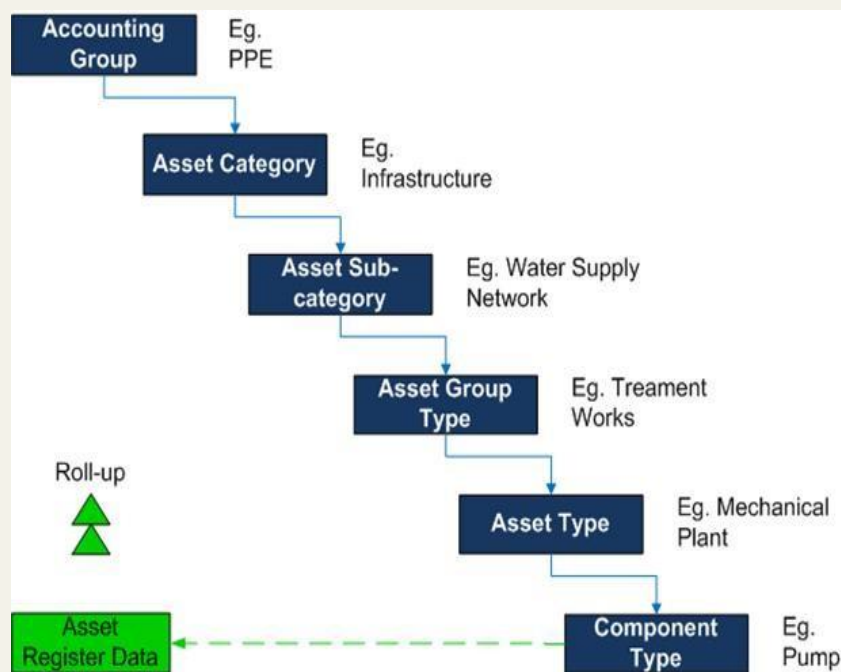 Accounting
Group
Eg.
PPE
Asset Category
Eg.
Infrastructure
Asset Sub-
category
Eg. Water Supply
Network
Asset Group
Type
Eg. Treament
Works
Roll-up
Asset Type
Eg. Mechanical
Plant
Asset
Register Data
Component
Type
Eg.
Pump